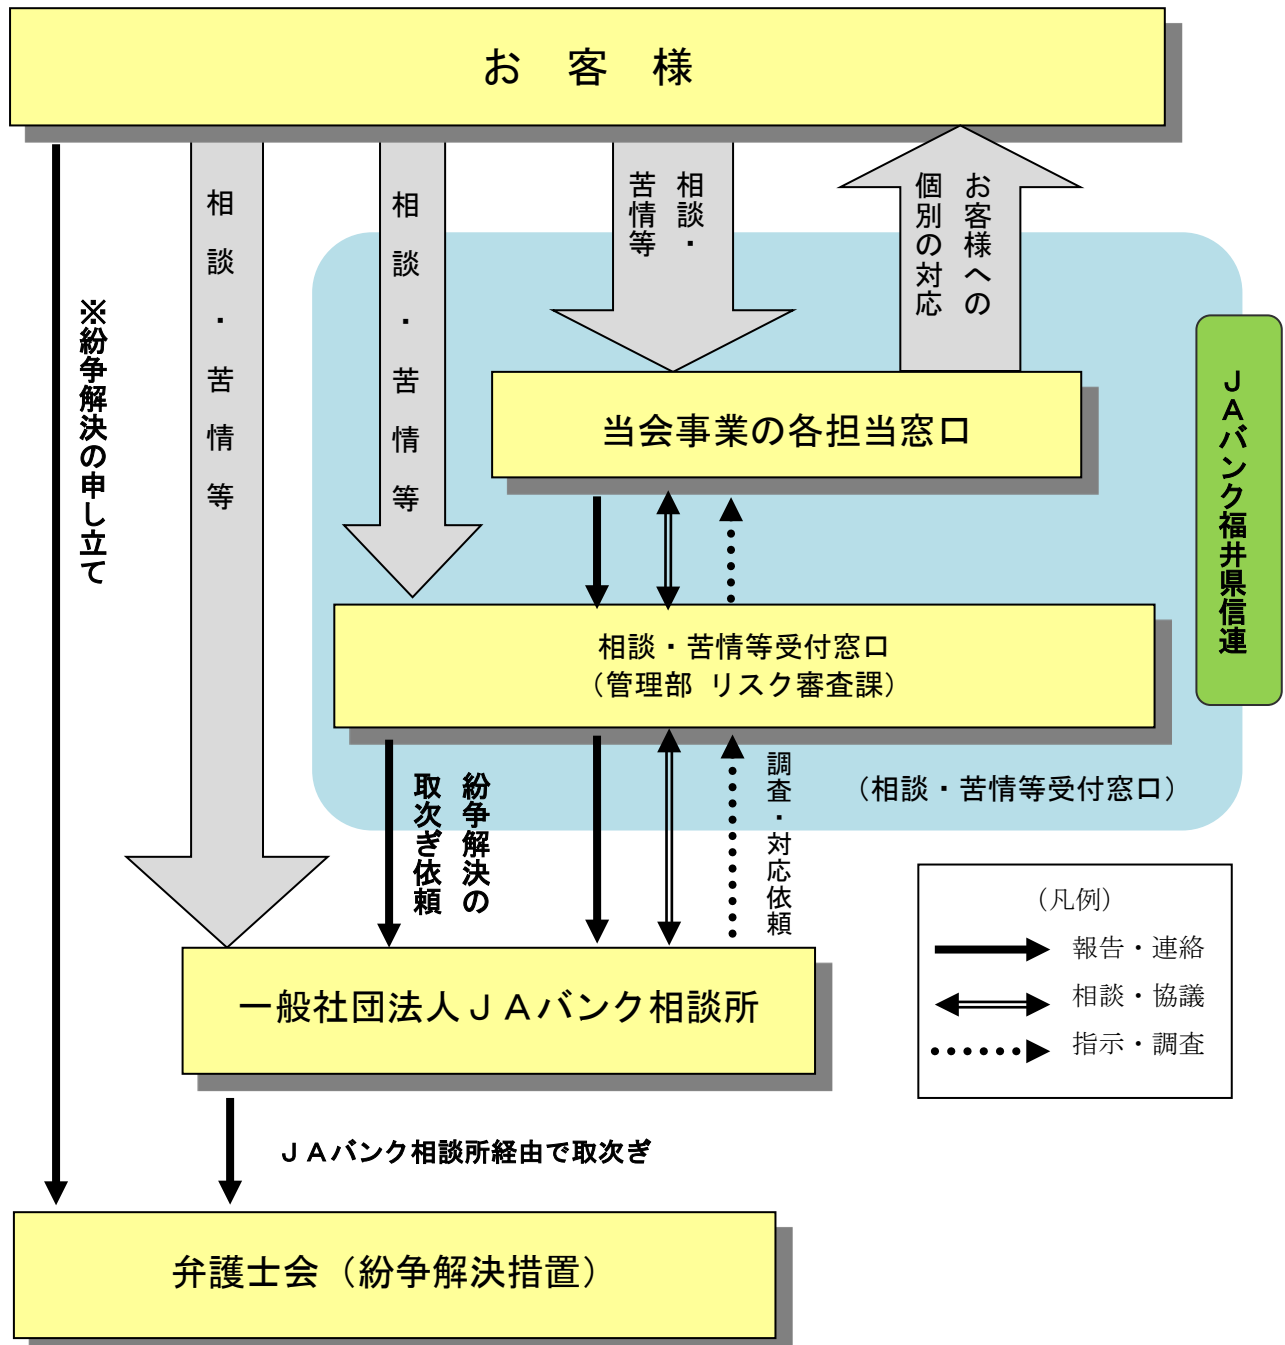 お　客　様
※紛争解決の申し立て
相談・苦情等
相談・苦情等
相談・
苦情等
お客様への
個別の対応
ＪＡバンク福井県信連
当会事業の各担当窓口
相談・苦情等受付窓口
（管理部 リスク審査課）
紛争解決の
取次ぎ依頼
調査・対応依頼
（相談・苦情等受付窓口）
（凡例）
報告・連絡
相談・協議
指示・調査
一般社団法人ＪＡバンク相談所
ＪＡバンク相談所経由で取次ぎ
弁護士会（紛争解決措置）